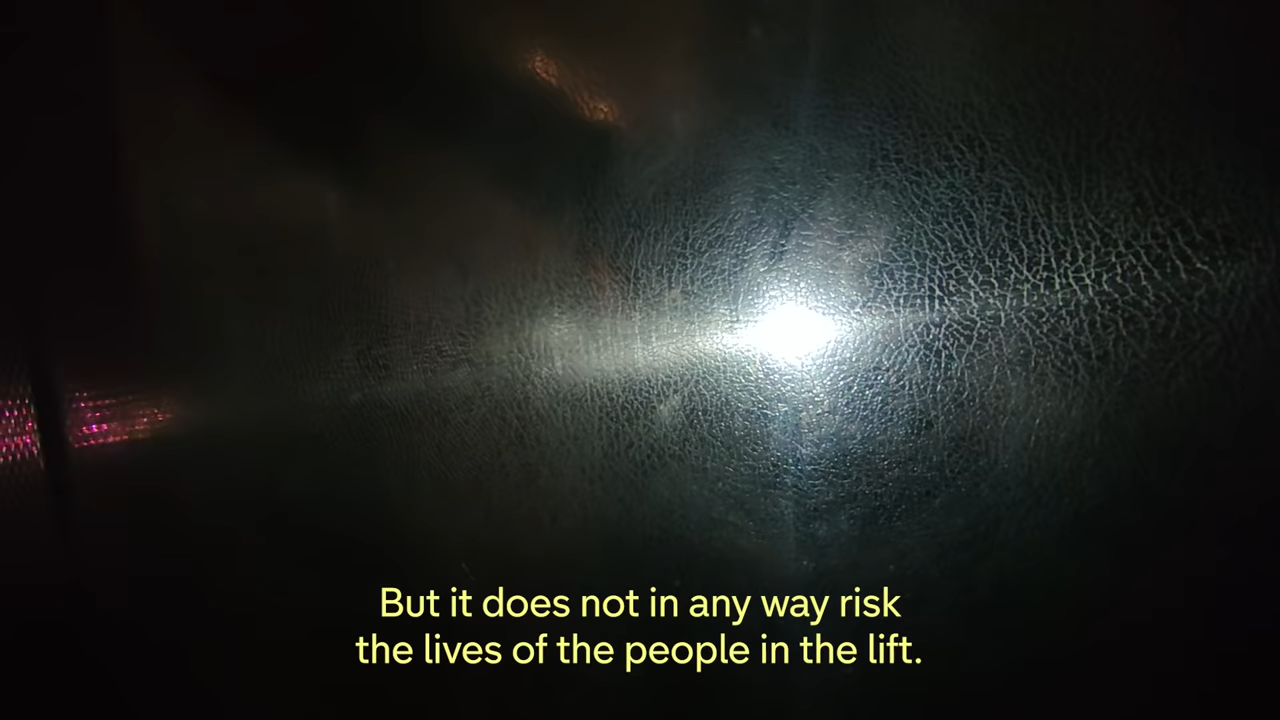 But it does not in any way risk
the lives of the people in the lift.